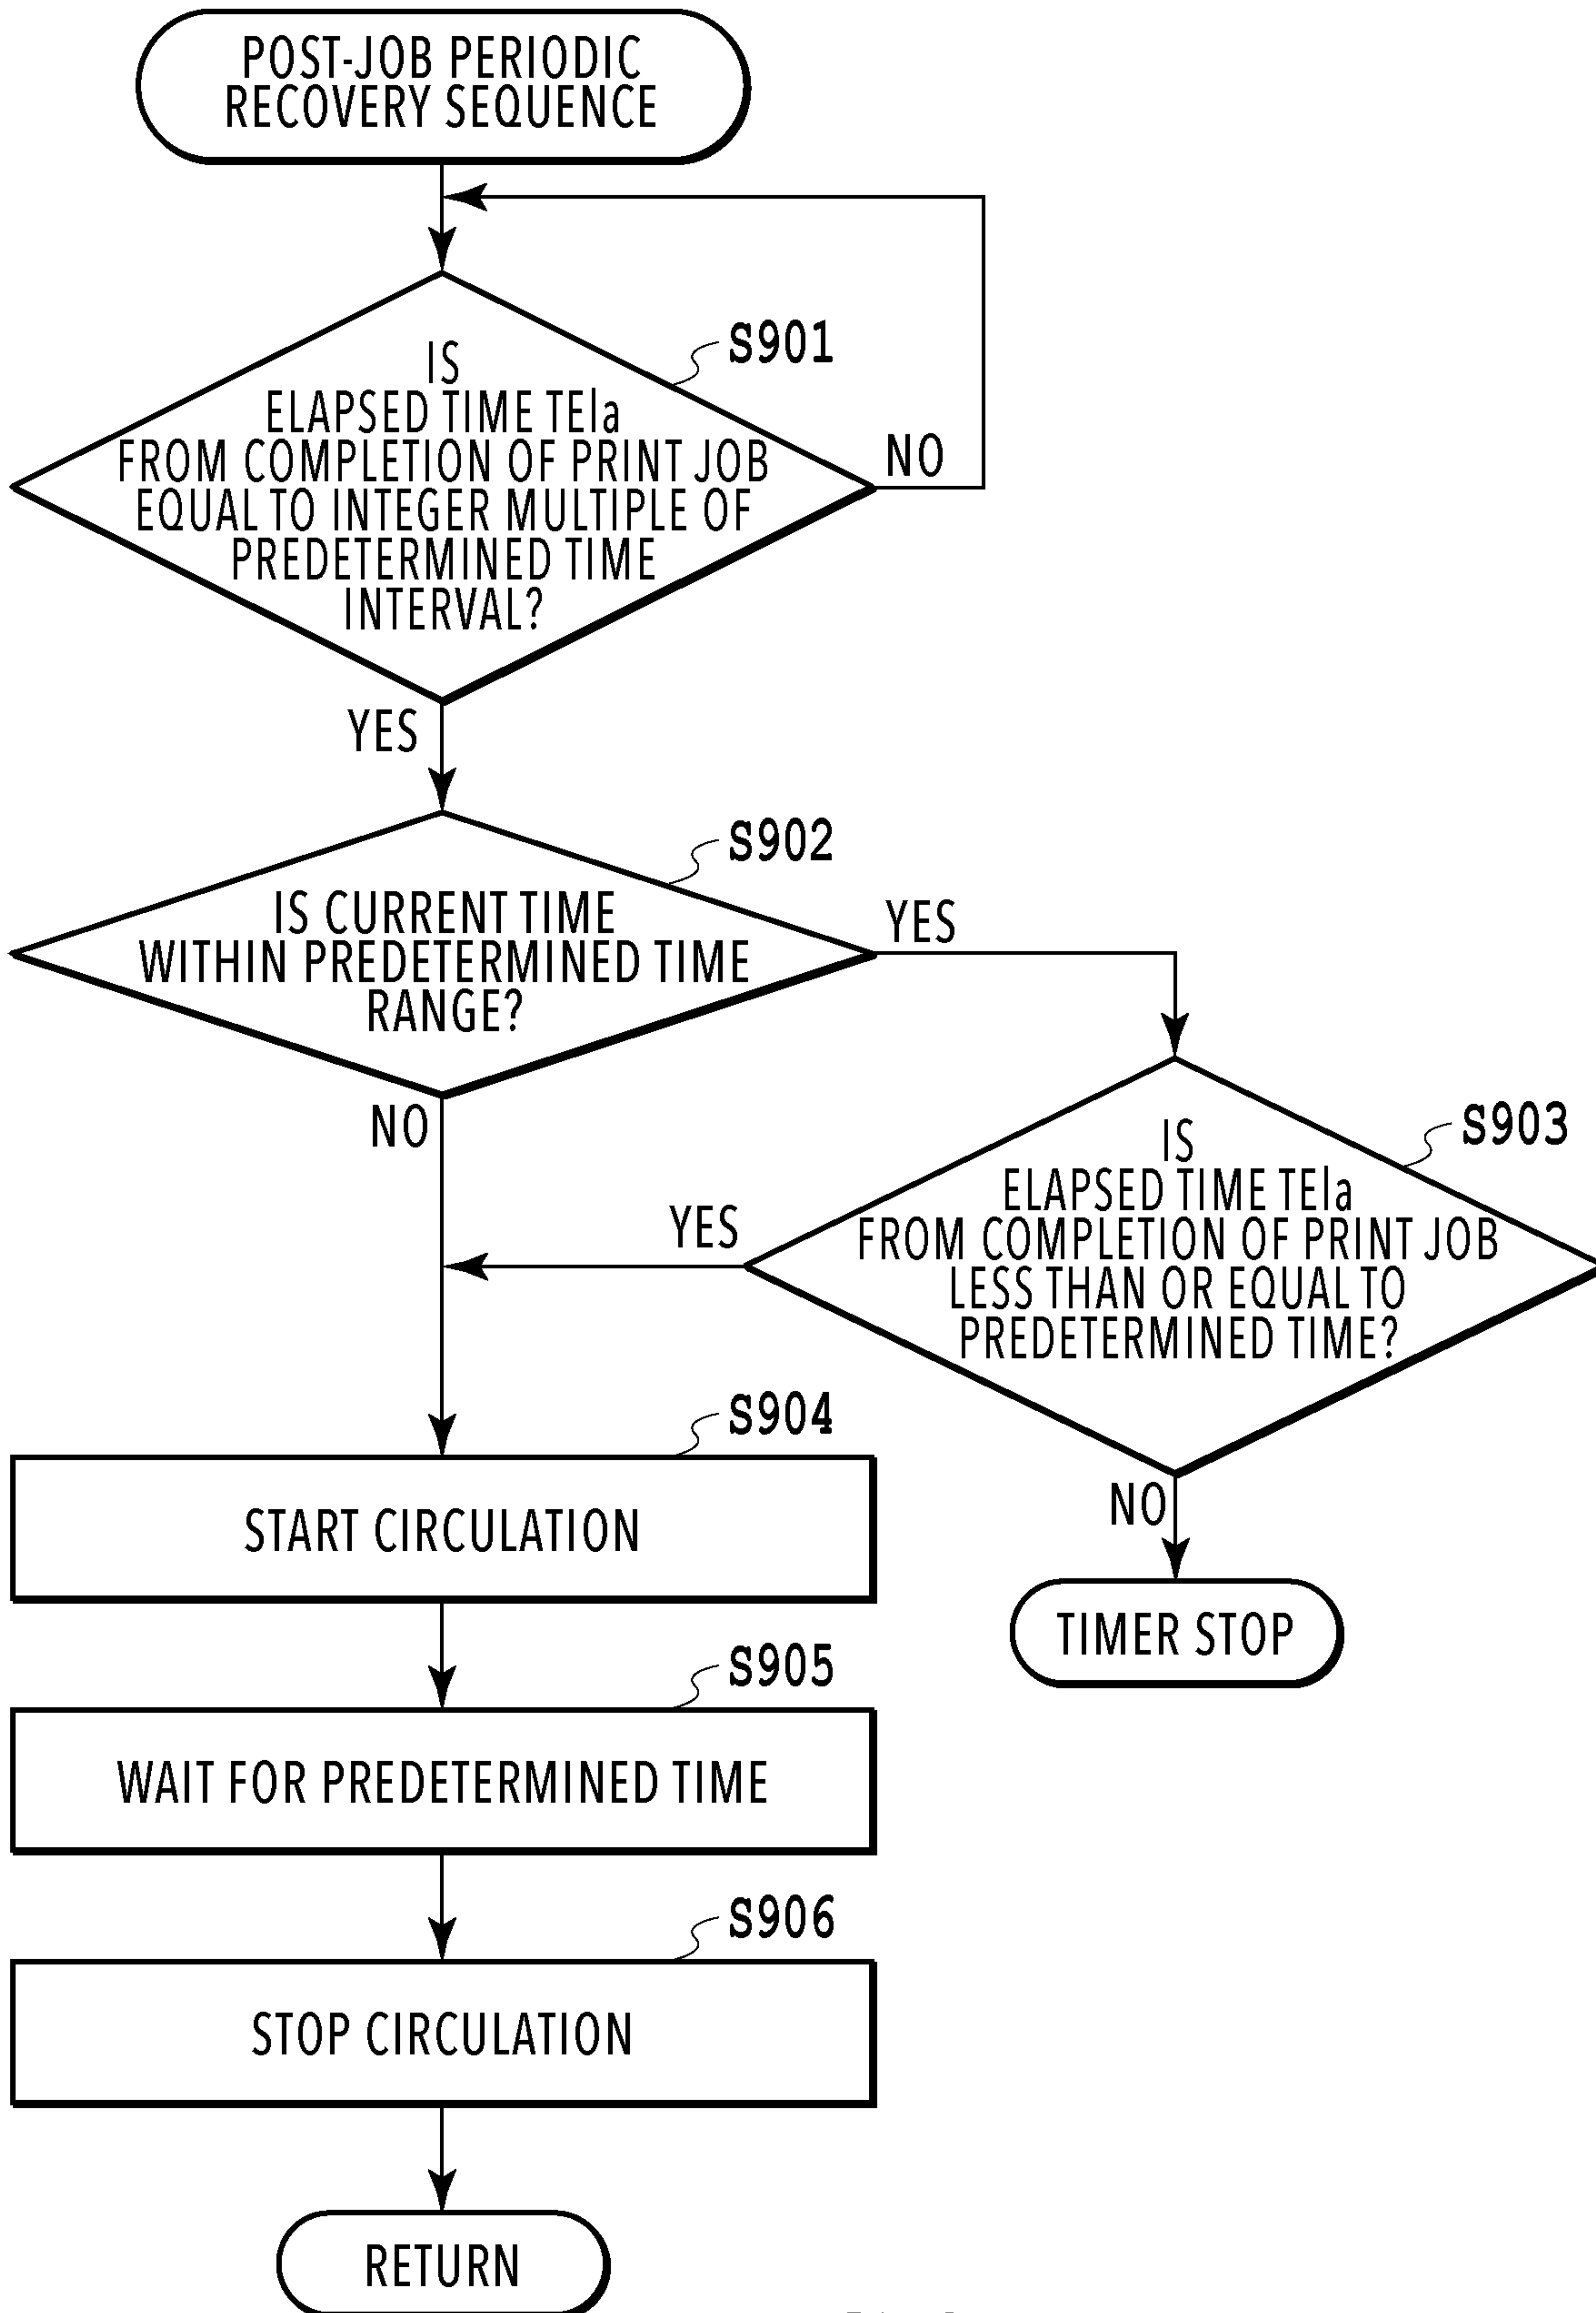 POST-JOB PERIODIC
RECOVERY SEQUENCE
S901
IS
ELAPSED TIME TEla
FROM COMPLETION OF PRINT JOB
EQUAL TO INTEGER MULTIPLE OF
PREDETERMINED TIME
INTERVAL?
NO
YES
S902
IS CURRENT TIME
WITHIN PREDETERMINED TIME
RANGE?
YES
NO
S903
IS
ELAPSED TIME TEla
FROM COMPLETION OF PRINT JOB
LESS THAN OR EQUAL TO
PREDETERMINED TIME?
YES
NO
TIMER STOP
S904
START CIRCULATION
S905
WAIT FOR PREDETERMINED TIME
S906
STOP CIRCULATION
RETURN